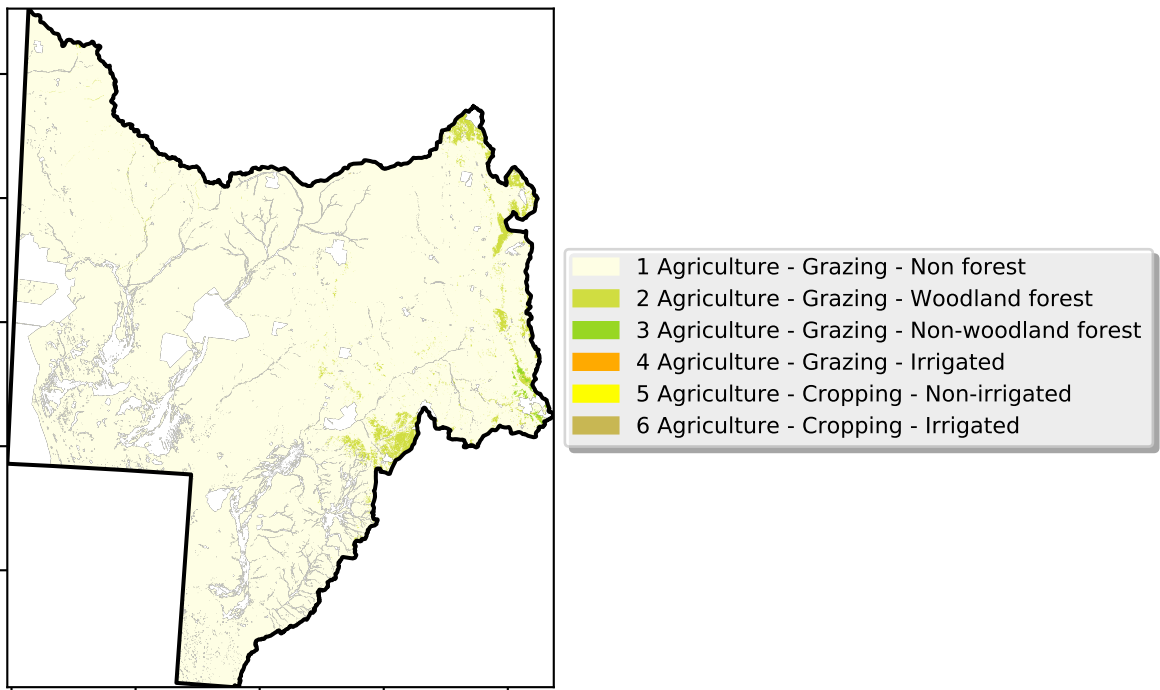 1 Agriculture - Grazing - Non forest
2 Agriculture - Grazing - Woodland forest
3 Agriculture - Grazing - Non-woodland forest
4 Agriculture - Grazing - Irrigated
5 Agriculture - Cropping - Non-irrigated
6 Agriculture - Cropping - Irrigated